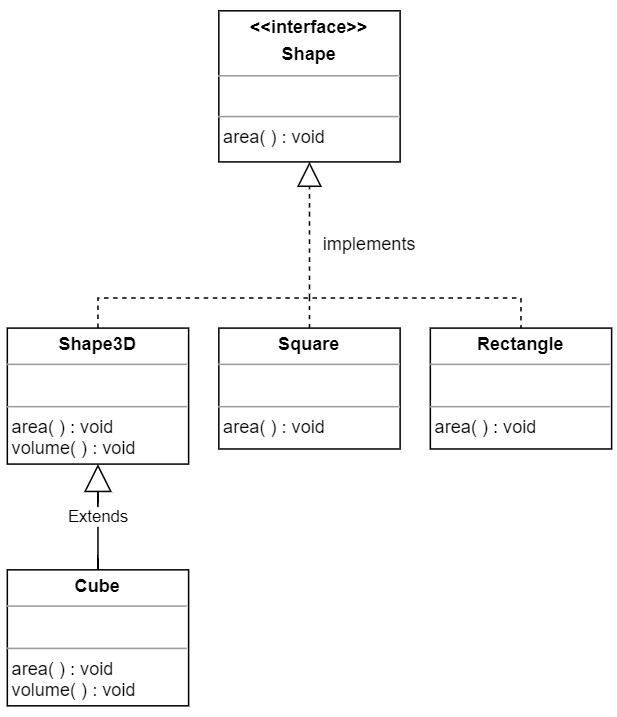 <<interface>>
Shape
area( ) : void
implements
Shape3D
area( ) : void
volume( ) : void
Square
area( ) : void
Rectangle
area( ) : void
Extends
Cube
area( ) : void
volume( ) : void